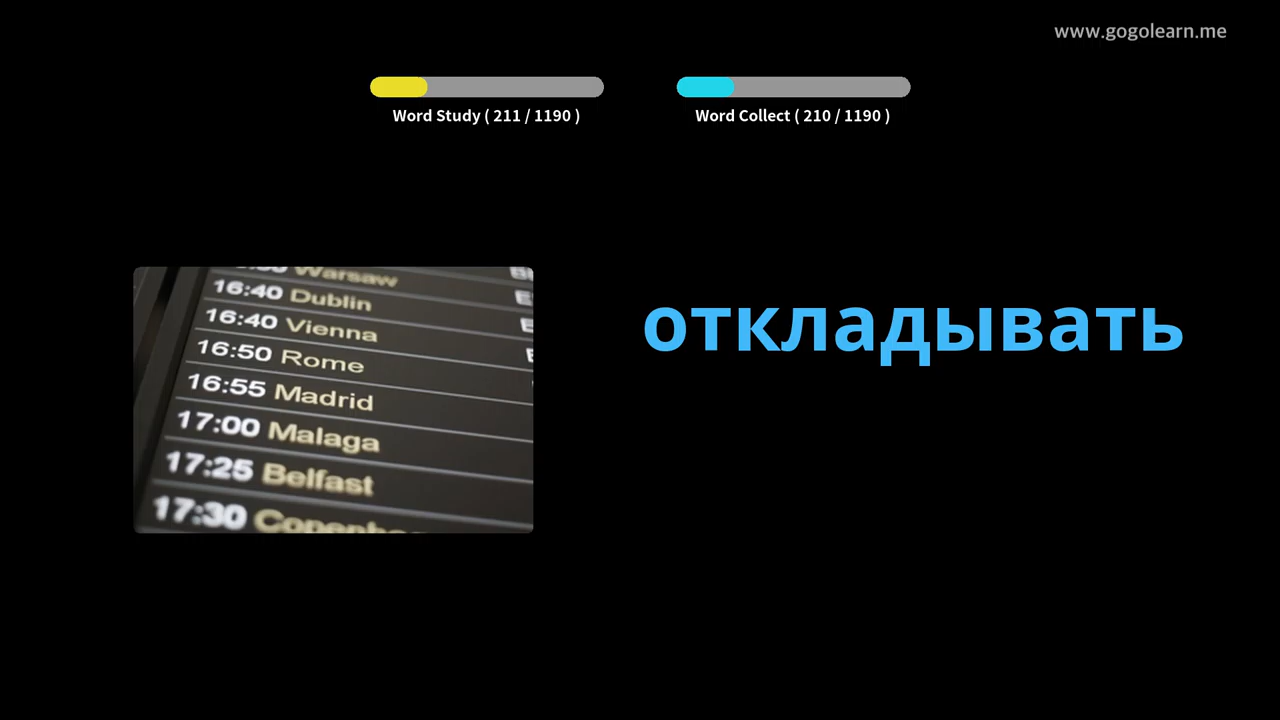 www.gogolearn.me
Word Study ( 211 / 1190 )
Word Collect ( 210 / 1190 )
Warsaw
16:40 Dublin
16:40 Vienna
16:50 Rome
16:55 Madrid
17:00 Malaga
17:25 Belfast
17:30
откладывать